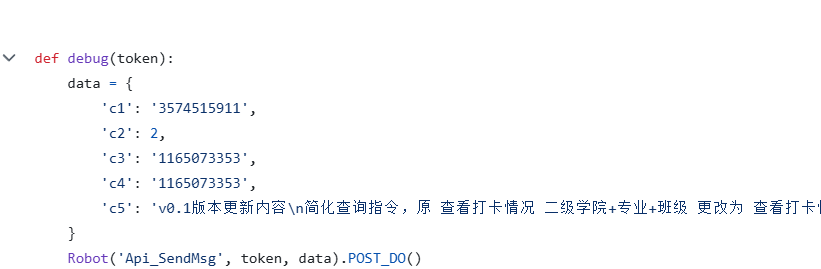 def debug(token):
data = {
'c1': '3574515911',
'c2': 2,
'c3': '1165073353',
'c4': '1165073353',
'c5': 'v0.1版本更新内容\n简化查询指令，原 查看打卡情况 二级学院+专业+班级 更改为 查看打卡
}
Robot('Api_SendMsg', token, data).POST_DO()